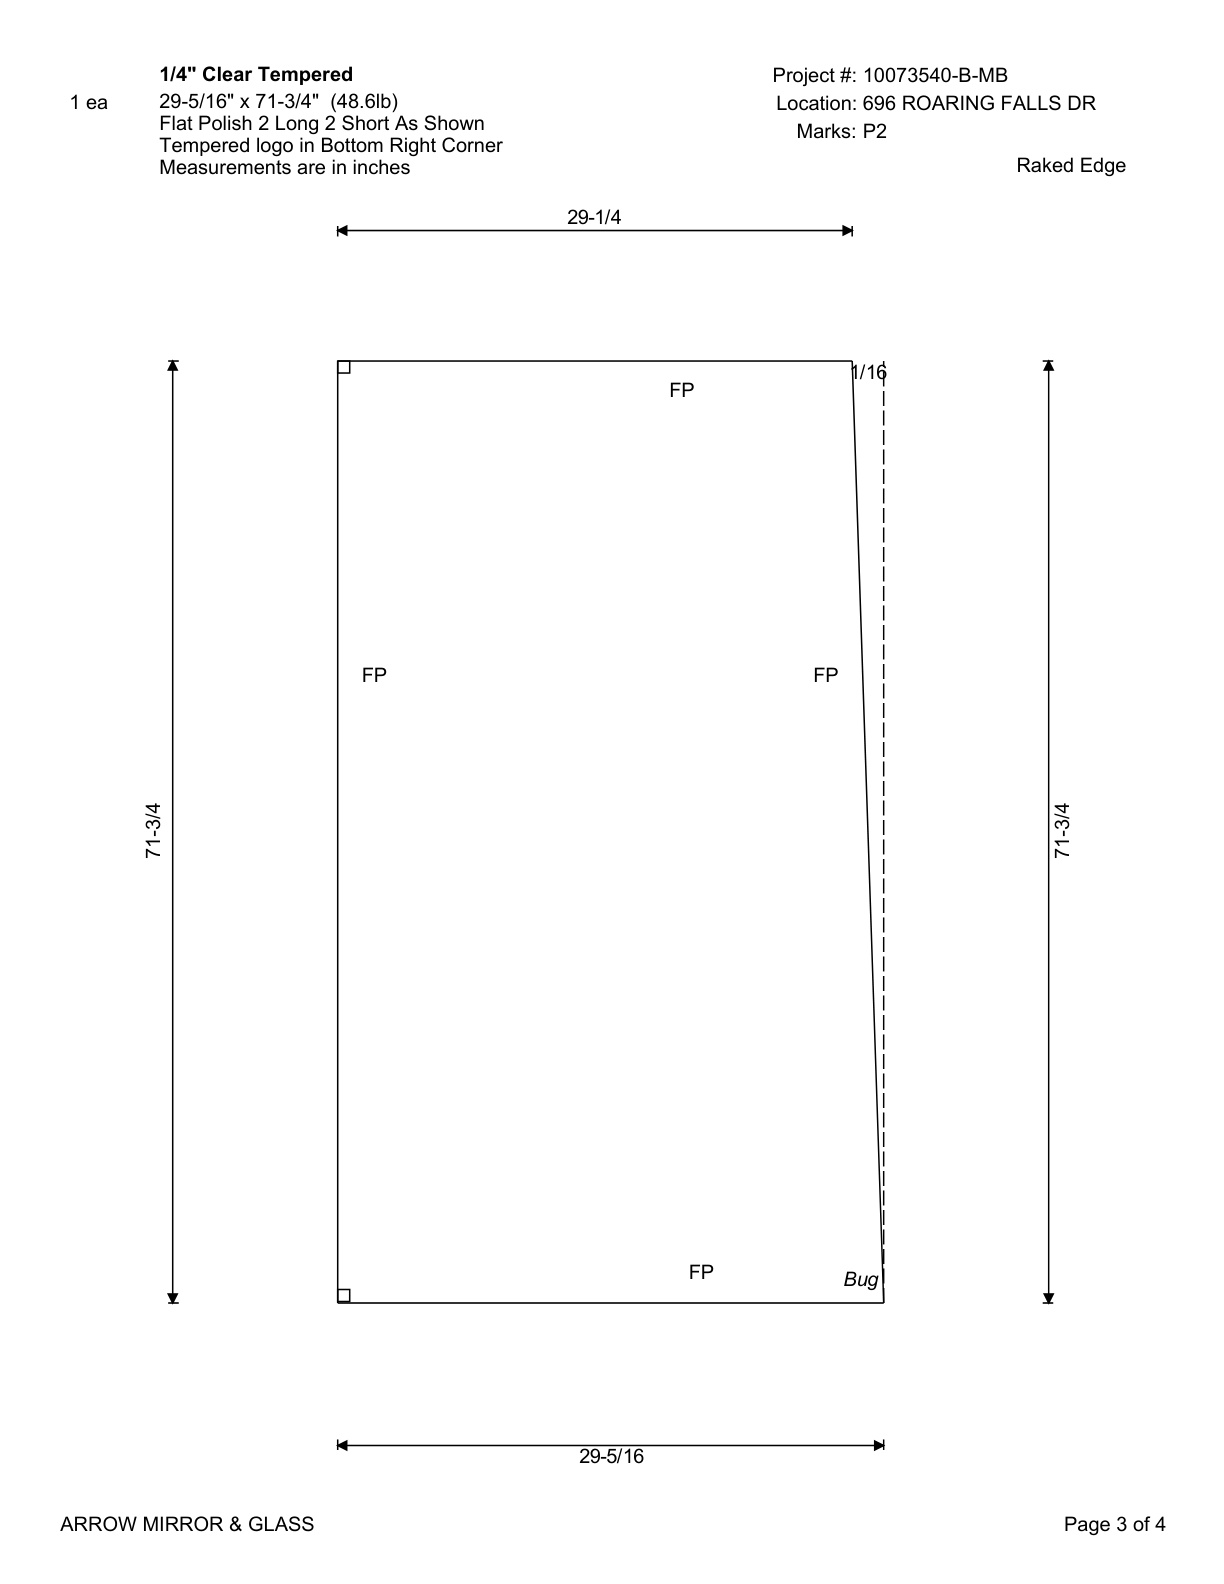 1/4" Clear Tempered
1 ea
29-5/16" x 71-3/4" (48.6lb)
Flat Polish 2 Long 2 Short As Shown
Tempered logo in Bottom Right Corner
Measurements are in inches
Project #: 10073540-B-MB
Location: 696 ROARING FALLS DR
Marks: P2
Raked Edge
29-1/4
1/16
FP
FP
FP
71-3/4
71-3/4
FP
Bug
29-5/16
ARROW MIRROR & GLASS
Page 3 of 4